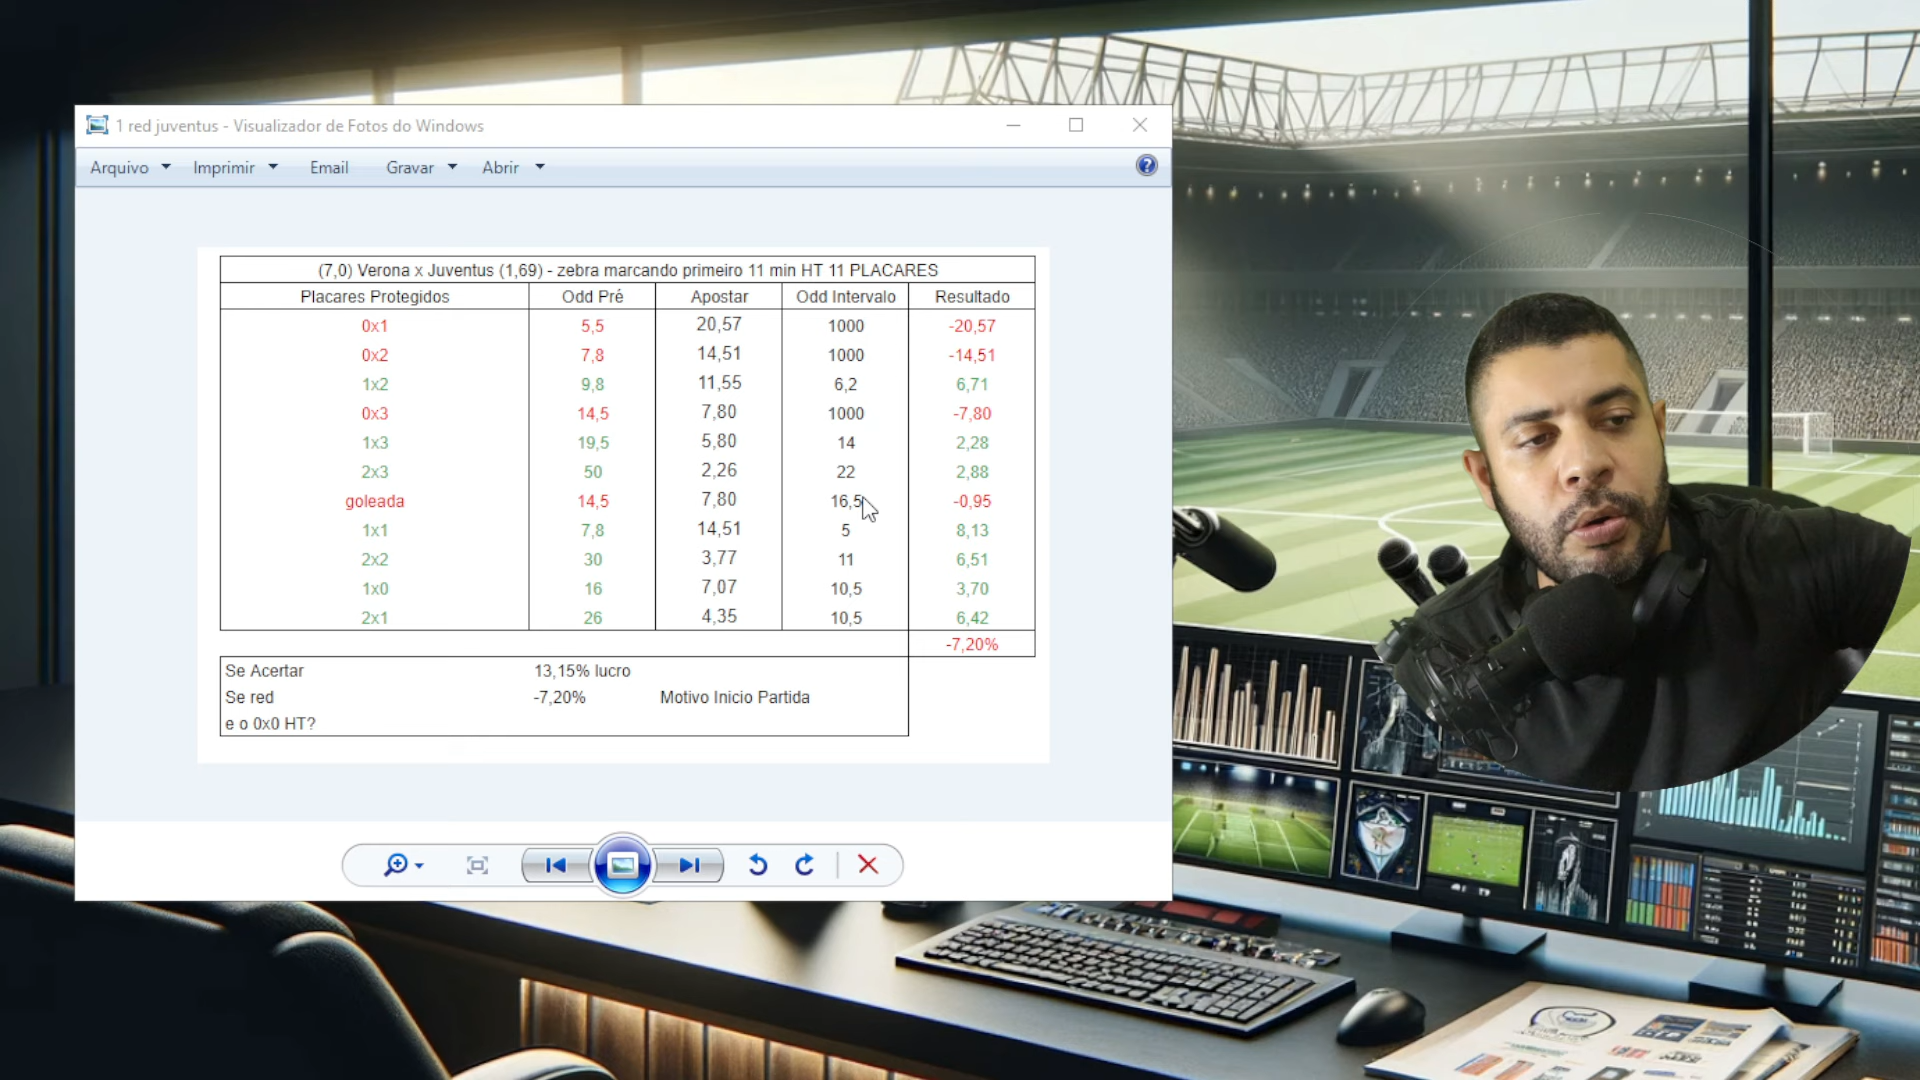 1 red juventus - Visualizador de Fotos do Windows
Arquivo Imprimir Email Gravar Abrir
(7,0) Verona x Juventus (1,69) - zebra marcando primeiro 11 min HT 11 PLACARES
Placares Protegidos Odd Pré Apostar Odd Intervalo Resultado
0x1 5,5 20,57 1000 -20,57
0x2 7,8 14,51 1000 -14,51
1x2 9,8 11,55 6,2 6,71
0x3 14,5 7,80 1000 -7,80
1x3 19,5 5,80 14 2,28
2x3 50 2,26 22 2,88
goleada 14,5 7,80 16,5 -0,95
1x1 7,8 14,51 5 8,13
2x2 30 3,77 11 6,51
1x0 16 7,07 10,5 3,70
2x1 26 4,35 10,5 6,42
-7,20%
Se Acertar 13,15% lucro
Se red -7,20% Motivo Inicio Partida
e o 0x0 HT?